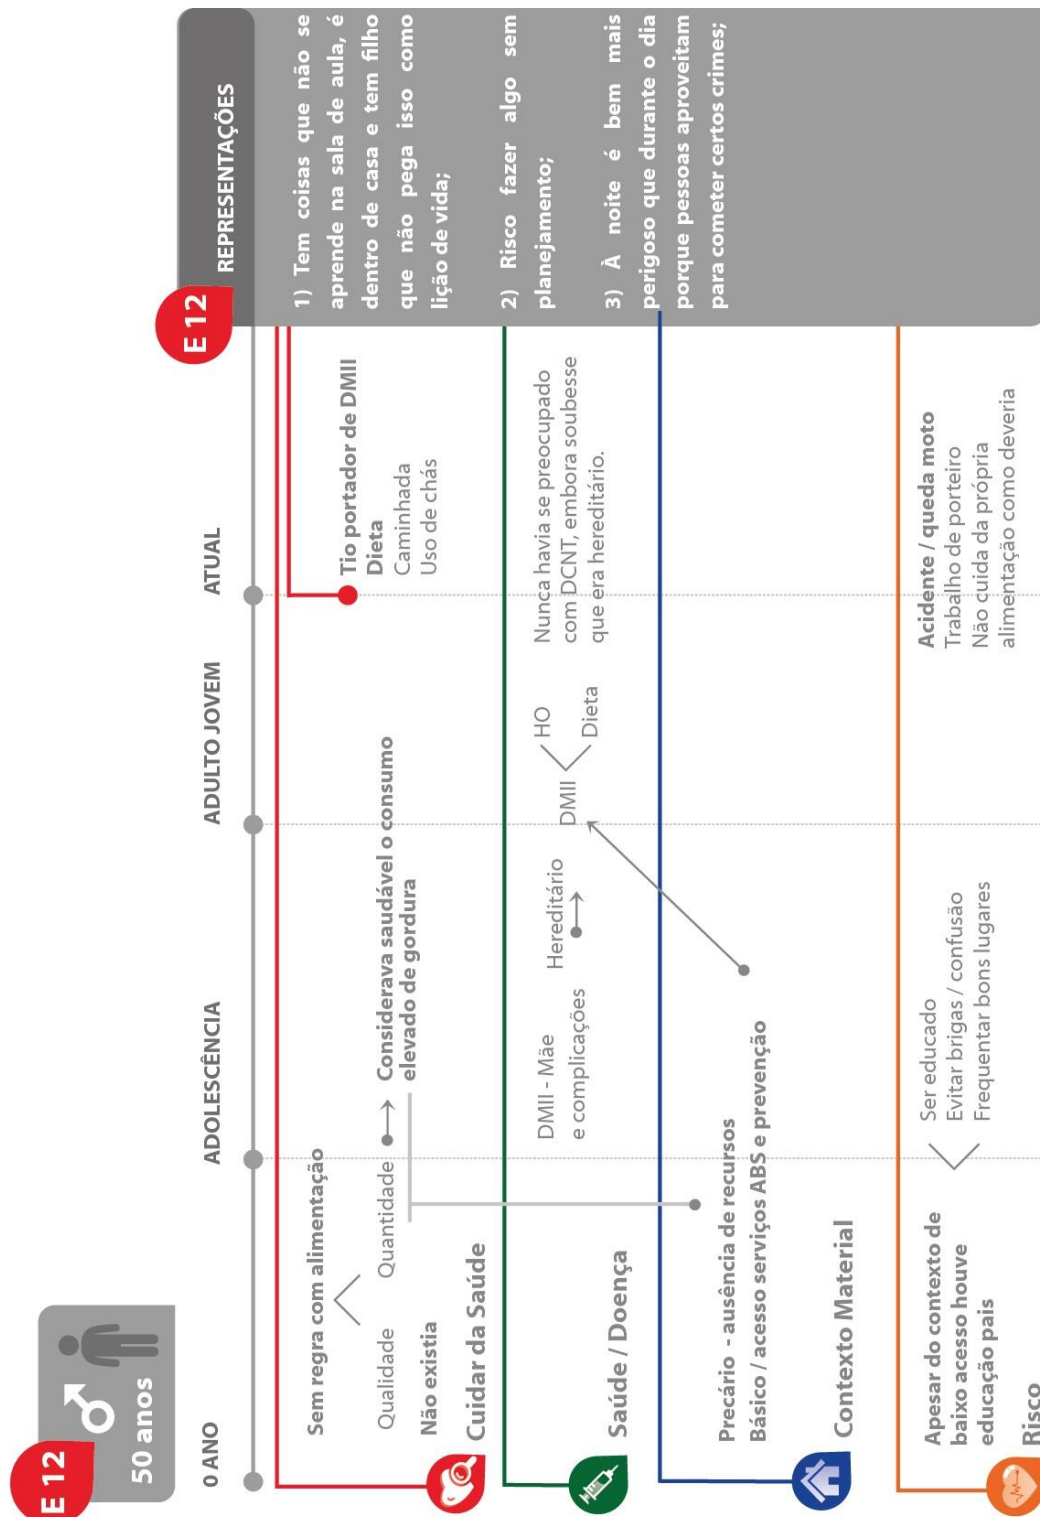 E 12
50 anos
0 ANO
ADOLESCÊNCIA
ADULTO JOVEM
ATUAL
E 12
REPRESENTAÇÕES
Sem regra com alimentação
Qualidade
Quantidade
Considerava saudável o consumo
elevado de gordura
Não existia
Cuidar da Saúde
Tio portador de DMII
Dieta
Caminhada
Uso de chás
DMII - Mãe
e complicações
Hereditário
DMII
HO
Dieta
Nunca havia se preocupado
com DCNT, embora soubesse
que era hereditário.
Saúde / Doença
Precário - ausência de recursos
Básico / acesso serviços ABS e prevenção
Contexto Material
Apesar do contexto de
baixo acesso houve
educação pais
Ser educado
Evitar brigas / confusão
Frequentar bons lugares
Acidente / queda moto
Trabalho de porteiro
Não cuida da própria
alimentação como deveria
Risco
1) Tem coisas que não se
aprende na sala de aula, é
dentro de casa e tem filho
que não pega isso como
lição de vida;
2) Risco fazer algo sem
planejamento;
3) À noite é bem mais
perigoso que durante o dia
porque pessoas aproveitam
para cometer certos crimes;